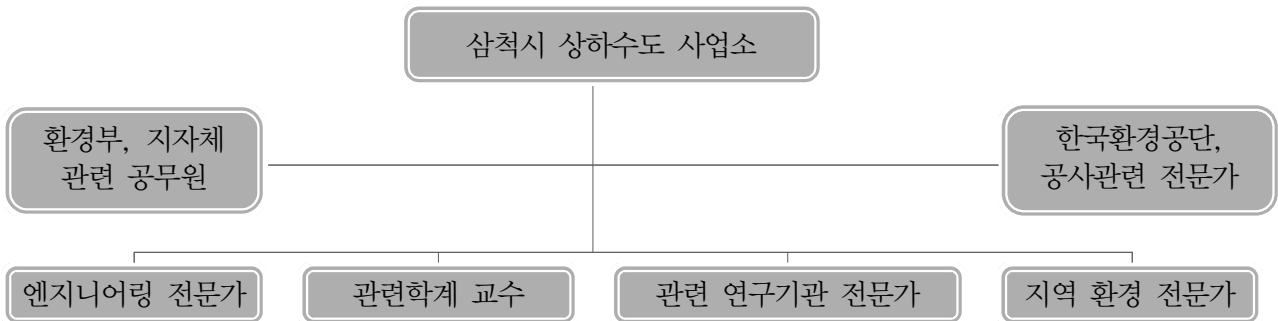 삼척시 상하수도 사업소
환경부, 지자체
관련 공무원
한국환경공단,
공사관련 전문가
엔지니어링 전문가
관련학계 교수
관련 연구기관 전문가
지역 환경 전문가